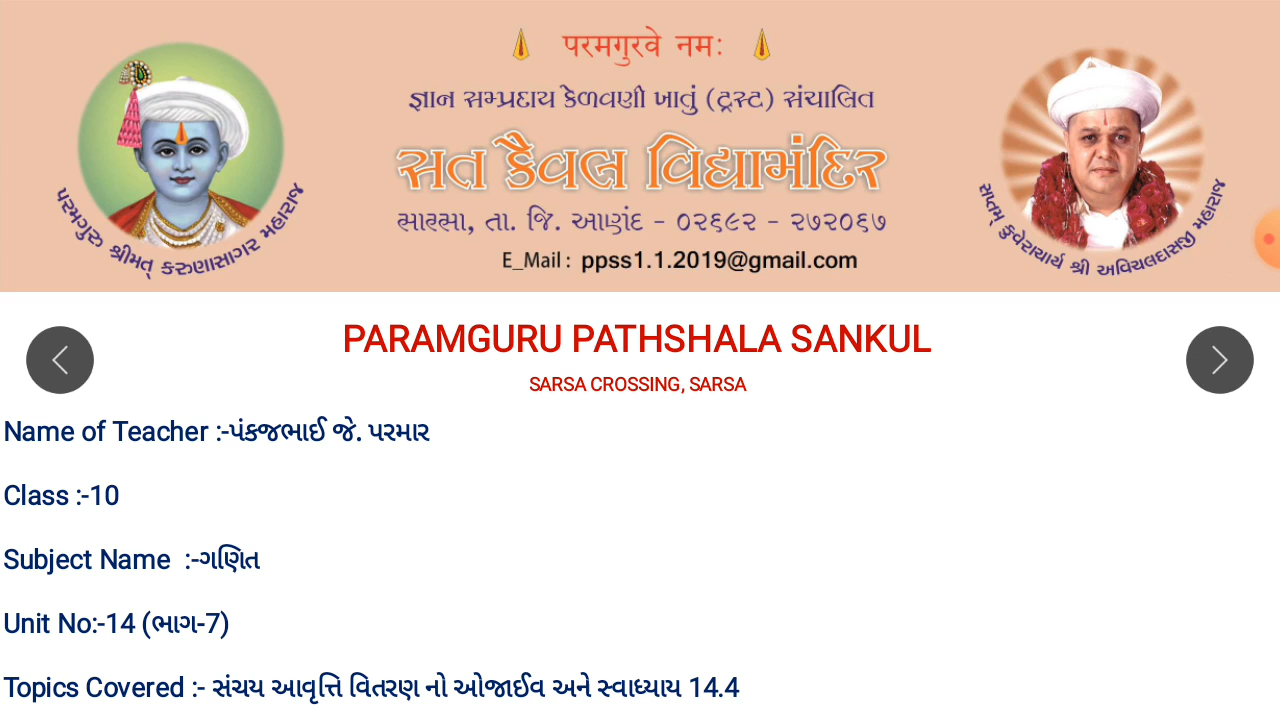 परमगुरवे नमः
જ્ઞાન સમ્પ્રદાય કેળવણી ખાતું (ટ્રસ્ટ) સંચાલિત
સત કૈવલ વિદ્યામંદિર
સારસા, તા. જિ. આણંદ - ૦૨૬૯૨ - ૨૭૨૦૬૭
E_Mail : ppss1.1.2019@gmail.com
પરમગુરુ શ્રીમત્ કરુણાસાગર મહારાજ
સપ્તમ્ કુવેરાચાર્ય શ્રી અવિચલદાસજી મહારાજ
PARAMGURU PATHSHALA SANKUL
SARSA CROSSING, SARSA
Name of Teacher :-પંકજભાઈ જે. પરમાર
Class :-10
Subject Name :-ગણિત
Unit No:-14 (ભાગ-7)
Topics Covered :- સંચય આવૃત્તિ વિતરણ નો ઓજાઈવ અને સ્વાધ્યાય 14.4